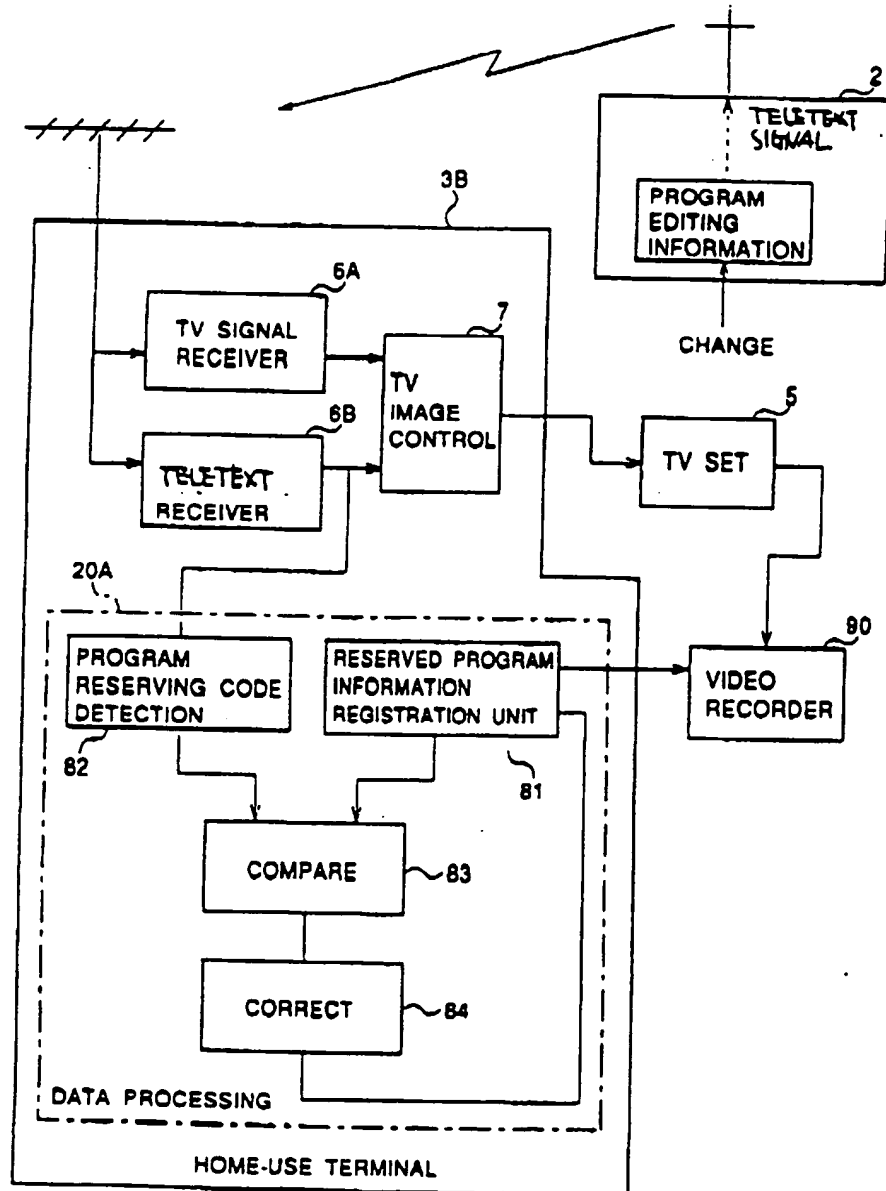 2
TELETEXT
SIGNAL
PROGRAM
EDITING
INFORMATION
CHANGE
3B
6A
TV SIGNAL
RECEIVER
7
TV
IMAGE
CONTROL
6B
TELETEXT
RECEIVER
5
TV SET
20A
PROGRAM
RESERVING CODE
DETECTION
82
RESERVED PROGRAM
INFORMATION
REGISTRATION UNIT
81
80
VIDEO
RECORDER
COMPARE
83
CORRECT
84
DATA PROCESSING
HOME-USE TERMINAL